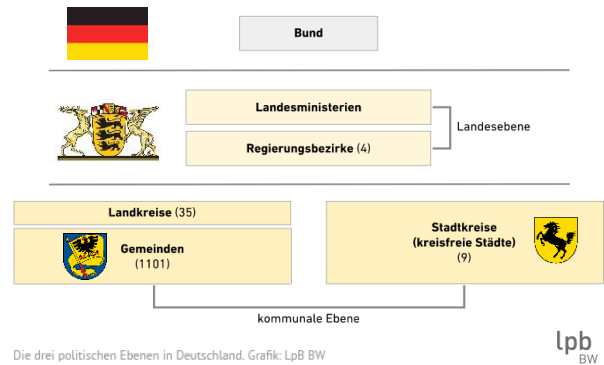 Bund
Landesministerien
Regierungsbezirke (4)
Landesebene
Landkreise (35)
Gemeinden
(1101)
Stadtkreise
(kreisfreie Städte)
(9)
kommunale Ebene
Die drei politischen Ebenen in Deutschland. Grafik: LpB BW
lpb
BW